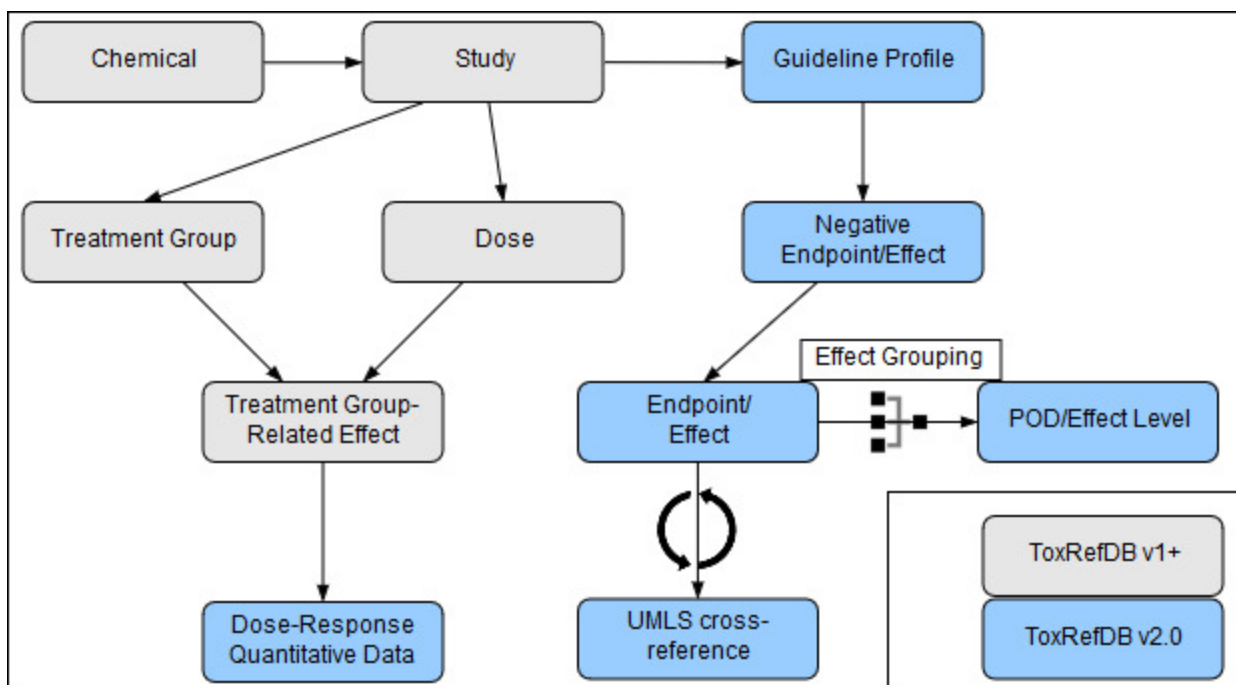 Chemical
Study
Guideline Profile
Treatment Group
Dose
Negative
Endpoint/Effect
Effect Grouping
Treatment Group-
Related Effect
Endpoint/
Effect
POD/Effect Level
ToxRefDB v1+
Dose-Response
Quantitative Data
UMLS cross-
reference
ToxRefDB v2.0